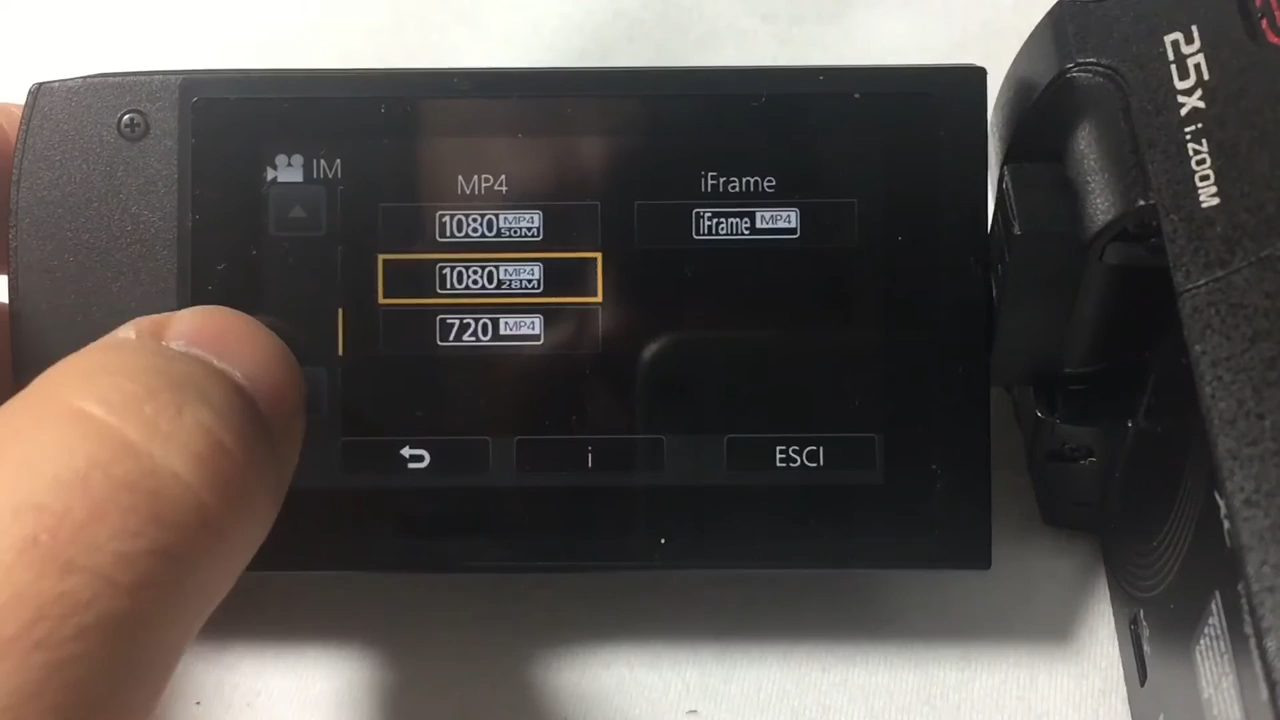 IM
MP4
iFrame
1080 MP4 50M
iFrame MP4
1080 MP4 28M
720 MP4
i
ESCI
25x i.ZOOM